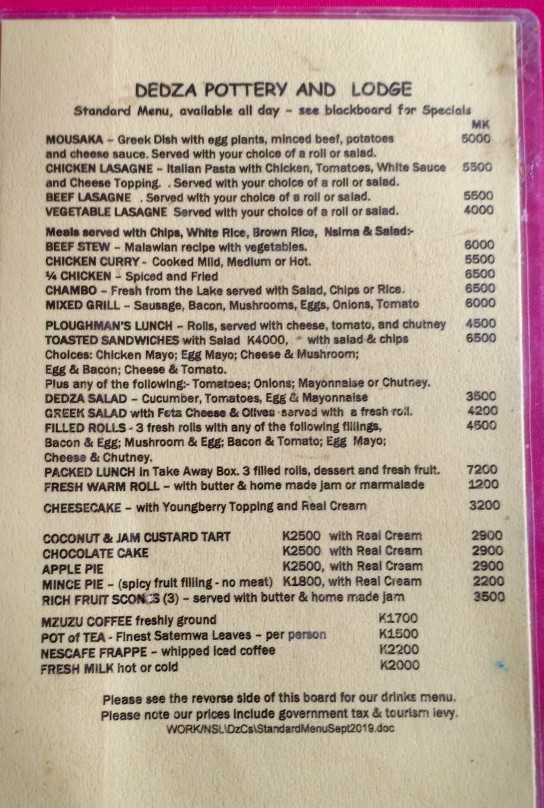 DEDZA POTTERY AND LODGE
Standard Menu, available all day - see blackboard for Specials
MK
MOUSAKA – Greek Dish with egg plants, minced beef, potatoes 5000
and cheese sauce. Served with your choice of a roll or salad.
CHICKEN LASAGNE - Italian Pasta with Chicken, Tomatoes, White Sauce 5500
and Cheese Topping. . Served with your choice of a roll or salad.
BEEF LASAGNE . Served with your choice of a roll or salad. 5500
VEGETABLE LASAGNE Served with your choice of a roll or salad. 4000
Meals served with Chips, White Rice, Brown Rice, Nsima & Salad:-
BEEF STEW – Malawian recipe with vegetables. 6000
CHICKEN CURRY - Cooked Mild, Medium or Hot. 5500
¼ CHICKEN – Spiced and Fried 6500
CHAMBO – Fresh from the Lake served with Salad, Chips or Rice. 6500
MIXED GRILL – Sausage, Bacon, Mushrooms, Eggs, Onions, Tomato 6000
PLOUGHMAN'S LUNCH – Rolls, served with cheese, tomato, and chutney 4500
TOASTED SANDWICHES with Salad K4000, - with salad & chips 6500
Choices: Chicken Mayo; Egg Mayo; Cheese & Mushroom;
Egg & Bacon; Cheese & Tomato.
Plus any of the following:- Tomatoes; Onions; Mayonnaise or Chutney.
DEDZA SALAD – Cucumber, Tomatoes, Egg & Mayonnaise 3500
GREEK SALAD with Feta Cheese & Olives served with a fresh roll. 4200
FILLED ROLLS - 3 fresh rolls with any of the following fillings, 4500
Bacon & Egg; Mushroom & Egg; Bacon & Tomato; Egg Mayo;
Cheese & Chutney.
PACKED LUNCH in Take Away Box. 3 filled rolls, dessert and fresh fruit. 7200
FRESH WARM ROLL – with butter & home made jam or marmalade 1200
CHEESECAKE – with Youngberry Topping and Real Cream 3200
COCONUT & JAM CUSTARD TART K2500 with Real Cream 2900
CHOCOLATE CAKE K2500 with Real Cream 2900
APPLE PIE K2500, with Real Cream 2900
MINCE PIE – (spicy fruit filling - no meat) K1800, with Real Cream 2200
RICH FRUIT SCONES (3) – served with butter & home made jam 3500
MZUZU COFFEE freshly ground K1700
POT of TEA - Finest Satemwa Leaves – per person K1500
NESCAFE FRAPPE – whipped iced coffee K2200
FRESH MILK hot or cold K2000
Please see the reverse side of this board for our drinks menu.
Please note our prices include government tax & tourism levy.
WORK/NSL\DzCs\StandardMenuSept2019.doc